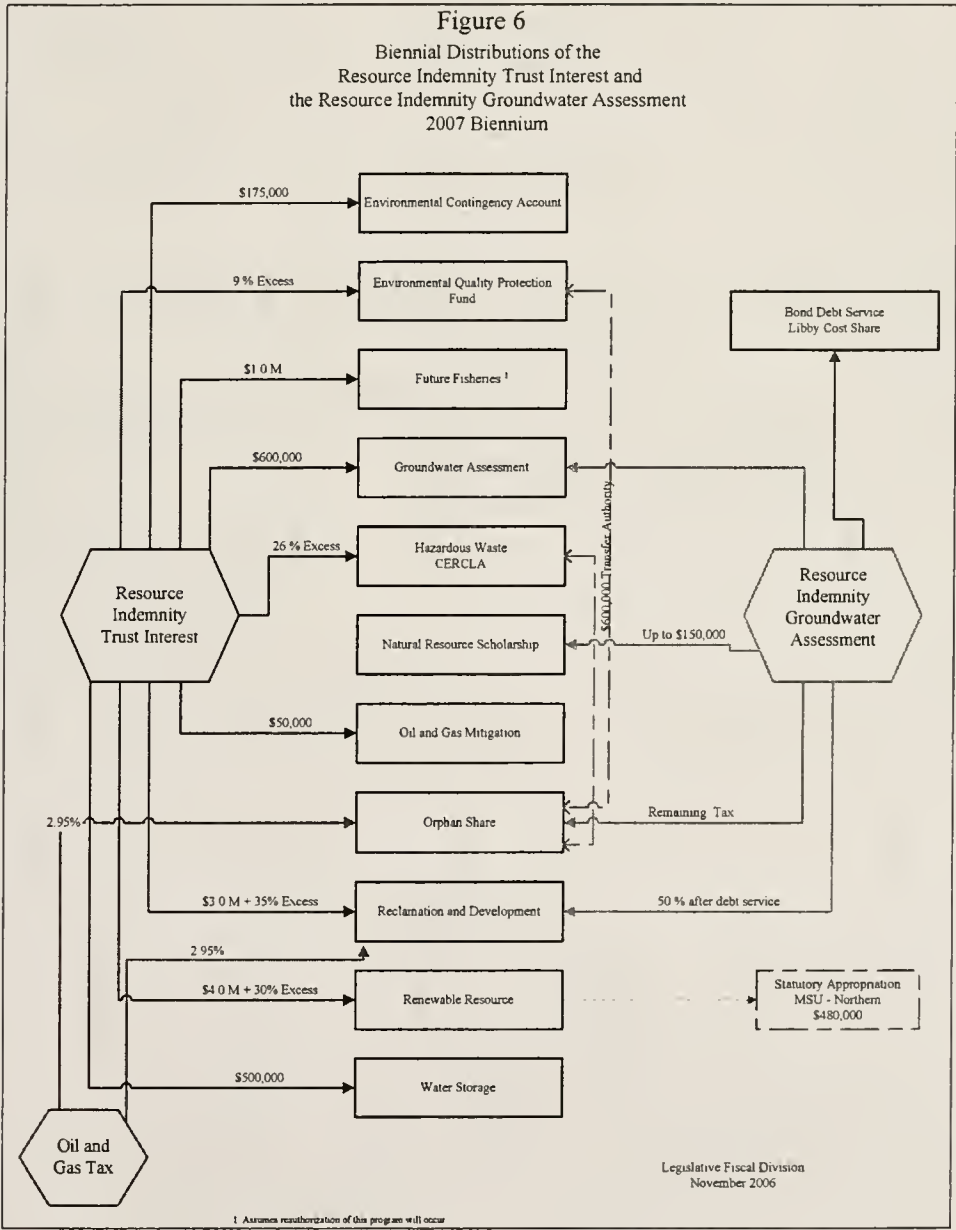 Figure 6
Biennial Distributions of the
Resource Indemnity Trust Interest and
the Resource Indemnity Groundwater Assessment
2007 Biennium
$175,000
Environmental Contingency Account
9 % Excess
Environmental Quality Protection
Fund
Bond Debt Service
Libby Cost Share
$1 0 M
Future Fisheries 1
$600,000
Groundwater Assessment
$600,000 Transfer Authority
26 % Excess
Hazardous Waste
CERCLA
Resource
Indemnity
Trust Interest
Resource
Indemnity
Groundwater
Assessment
Natural Resource Scholarship
Up to $150,000
$50,000
Oil and Gas Mitigation
2.95%
Orphan Share
Remaining Tax
$3 0 M + 35% Excess
Reclamation and Development
50 % after debt service
2 95%
$4 0 M + 30% Excess
Renewable Resource
Statutory Appropriation
MSU - Northern
$480,000
$500,000
Water Storage
Oil and
Gas Tax
Legislative Fiscal Division
November 2006
1 Assumes reauthorization of this program will occur